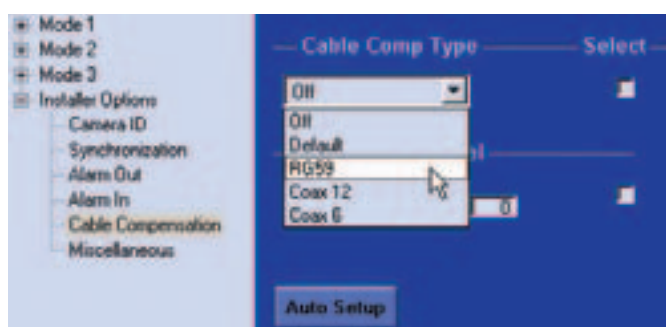 Mode 1
Mode 2
Mode 3
Installer Options
Camera ID
Synchronization
Alarm Out
Alarm In
Cable Compensation
Miscellaneous
Cable Comp Type
Select
Off
Off
Default
RG59
Coax 12
Coax 6
0
Auto Setup